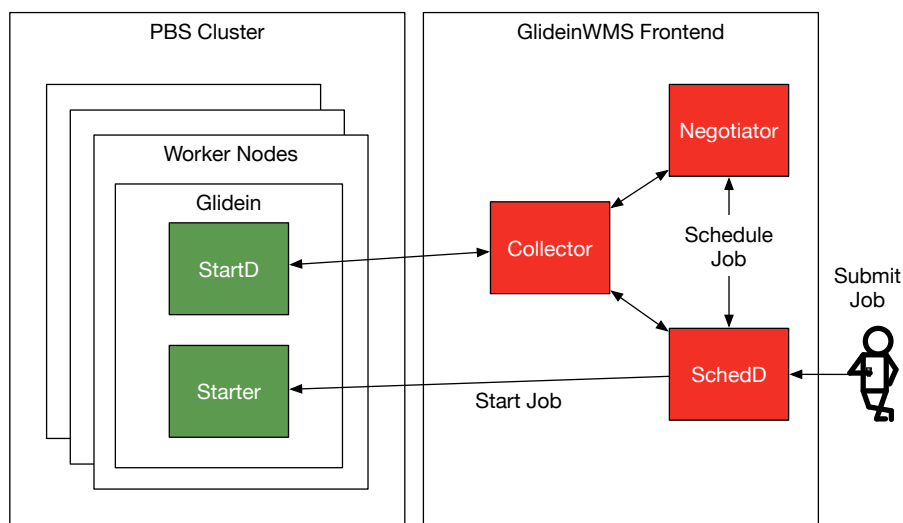 PBS Cluster
GlideinWMS Frontend
Worker Nodes
Glidein
StartD
Starter
Negotiator
Collector
Schedule
Job
SchedD
Start Job
Submit
Job